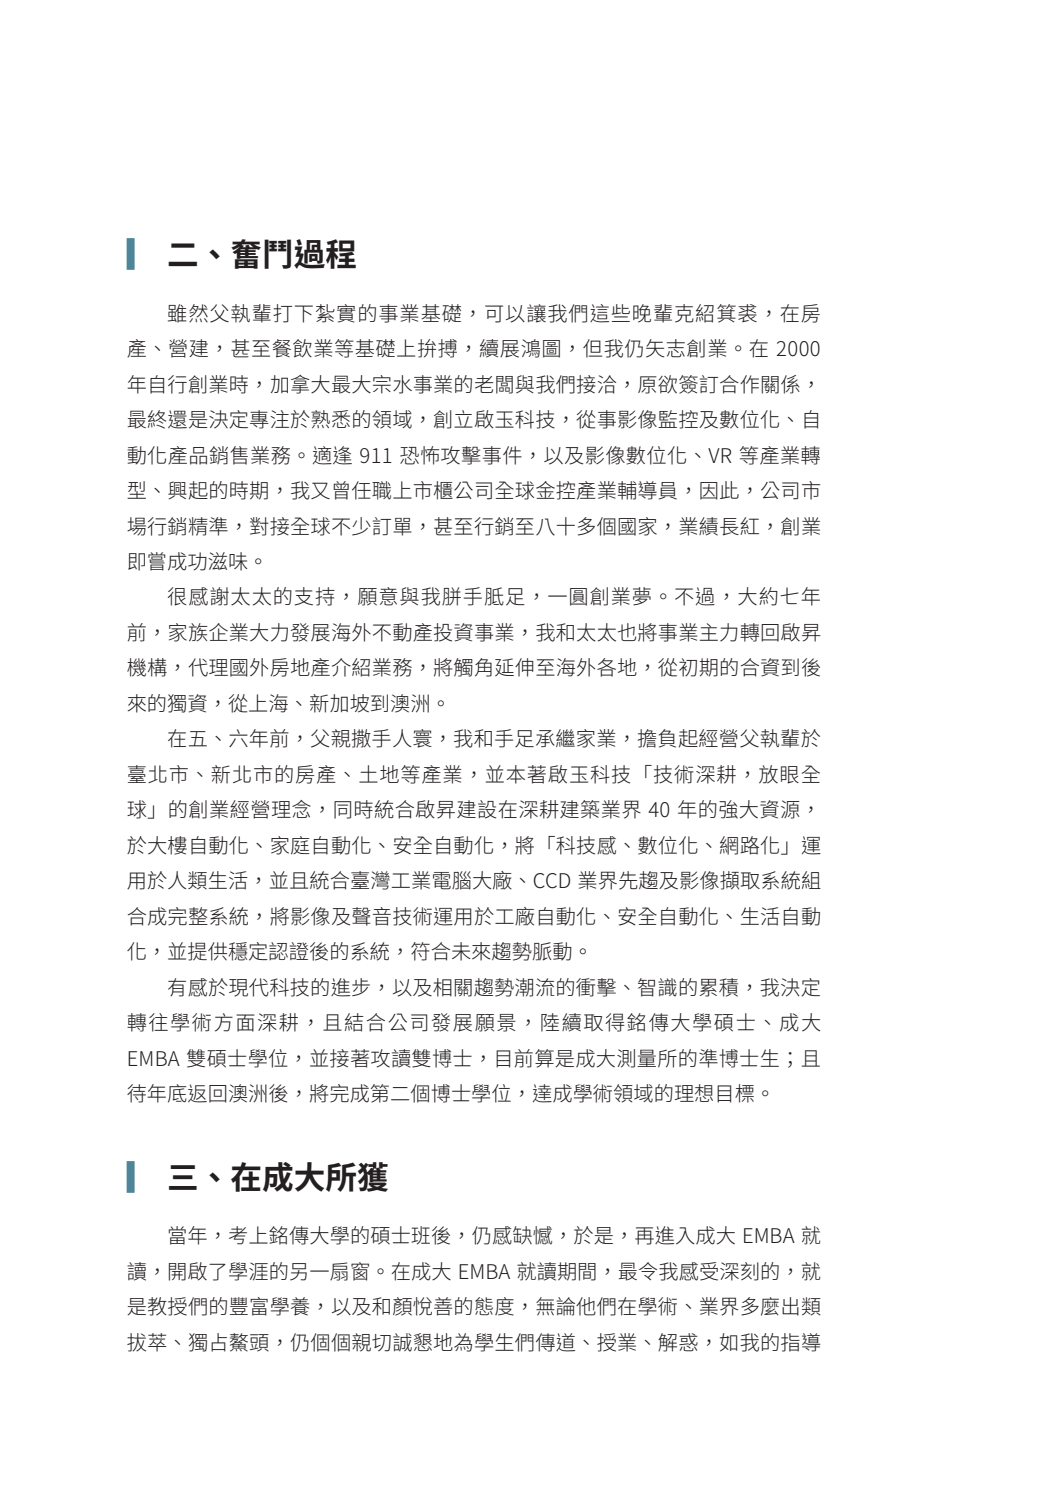 二、奮鬥過程
雖然父執輩打下紮實的事業基礎，可以讓我們這些晚輩克紹箕裘，在房
產、營建，甚至餐飲業等基礎上拚搏，續展鴻圖，但我仍矢志創業。在 2000
年自行創業時，加拿大最大宗水事業的老闆與我們接洽，原欲簽訂合作關係，
最終還是決定專注於熟悉的領域，創立啟玉科技，從事影像監控及數位化、自
動化產品銷售業務。適逢 911 恐怖攻擊事件，以及影像數位化、VR 等產業轉
型、興起的時期，我又曾任職上市櫃公司全球金控產業輔導員，因此，公司市
場行銷精準，對接全球不少訂單，甚至行銷至八十多個國家，業績長紅，創業
即嘗成功滋味。
很感謝太太的支持，願意與我胼手胝足，一圓創業夢。不過，大約七年
前，家族企業大力發展海外不動產投資事業，我和太太也將事業主力轉回啟昇
機構，代理國外房地產介紹業務，將觸角延伸至海外各地，從初期的合資到後
來的獨資，從上海、新加坡到澳洲。
在五、六年前，父親撒手人寰，我和手足承繼家業，擔負起經營父執輩於
臺北市、新北市的房產、土地等產業，並本著啟玉科技「技術深耕，放眼全
球」的創業經營理念，同時統合啟昇建設在深耕建築業界 40 年的強大資源，
於大樓自動化、家庭自動化、安全自動化，將「科技感、數位化、網路化」運
用於人類生活，並且統合臺灣工業電腦大廠、CCD 業界先趨及影像擷取系統組
合成完整系統，將影像及聲音技術運用於工廠自動化、安全自動化、生活自動
化，並提供穩定認證後的系統，符合未來趨勢脈動。
有感於現代科技的進步，以及相關趨勢潮流的衝擊、智識的累積，我決定
轉往學術方面深耕，且結合公司發展願景，陸續取得銘傳大學碩士、成大
EMBA 雙碩士學位，並接著攻讀雙博士，目前算是成大測量所的準博士生；且
待年底返回澳洲後，將完成第二個博士學位，達成學術領域的理想目標。
三、在成大所獲
當年，考上銘傳大學的碩士班後，仍感缺憾，於是，再進入成大 EMBA 就
讀，開啟了學涯的另一扇窗。在成大 EMBA 就讀期間，最令我感受深刻的，就
是教授們的豐富學養，以及和顏悅善的態度，無論他們在學術、業界多麼出類
拔萃、獨占鰲頭，仍個個親切誠懇地為學生們傳道、授業、解惑，如我的指導